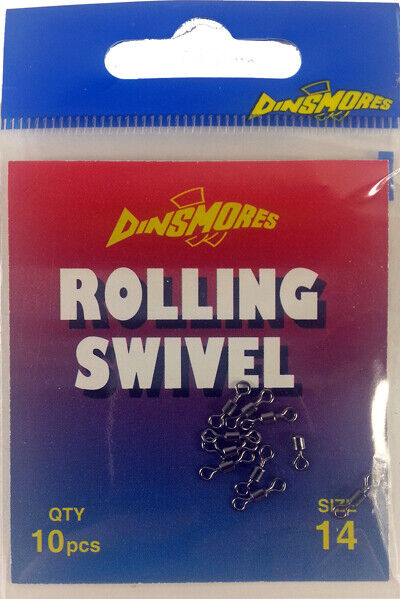 DINSMORES
DINSMORES
ROLLING
SWIVEL
QTY
10pcs
SIZE
14